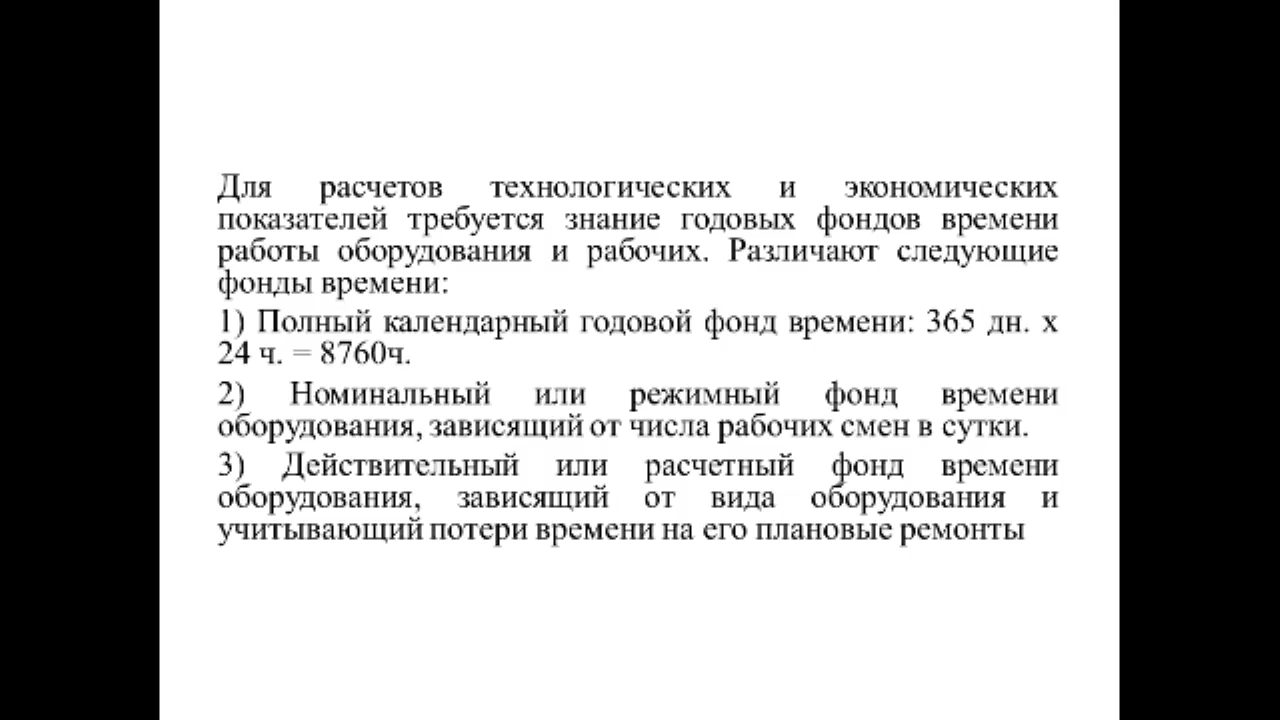 Для расчетов технологических и экономических
показателей требуется знание годовых фондов времени
работы оборудования и рабочих. Различают следующие
фонды времени:
1) Полный календарный годовой фонд времени: 365 дн. х
24 ч. = 8760ч.
2) Номинальный или режимный фонд времени
оборудования, зависящий от числа рабочих смен в сутки.
3) Действительный или расчетный фонд времени
оборудования, зависящий от вида оборудования и
учитывающий потери времени на его плановые ремонты